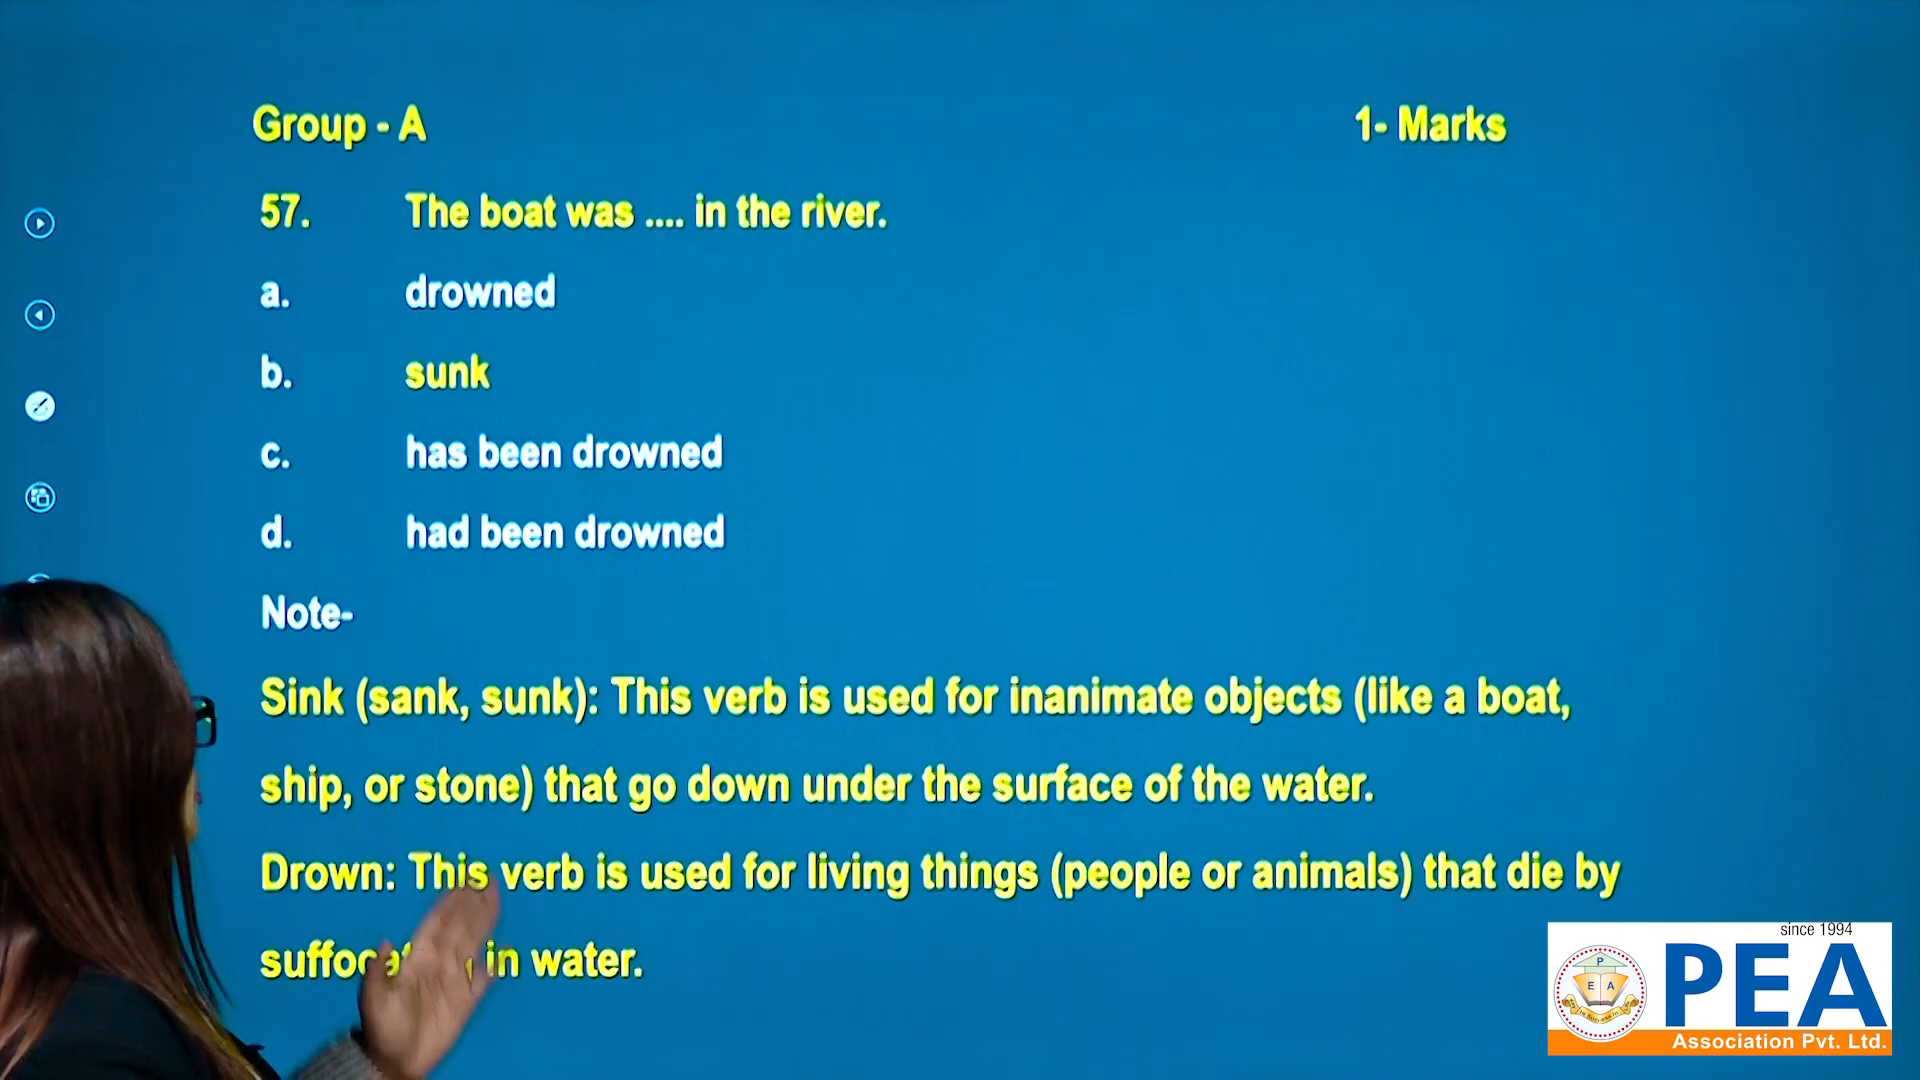 Group - A 1- Marks
57. The boat was .... in the river.
a. drowned
b. sunk
c. has been drowned
d. had been drowned
Note-
Sink (sank, sunk): This verb is used for inanimate objects (like a boat,
ship, or stone) that go down under the surface of the water.
Drown: This verb is used for living things (people or animals) that die by
in water.
since 1994
P
E A
PEA
Association Pvt. Ltd.